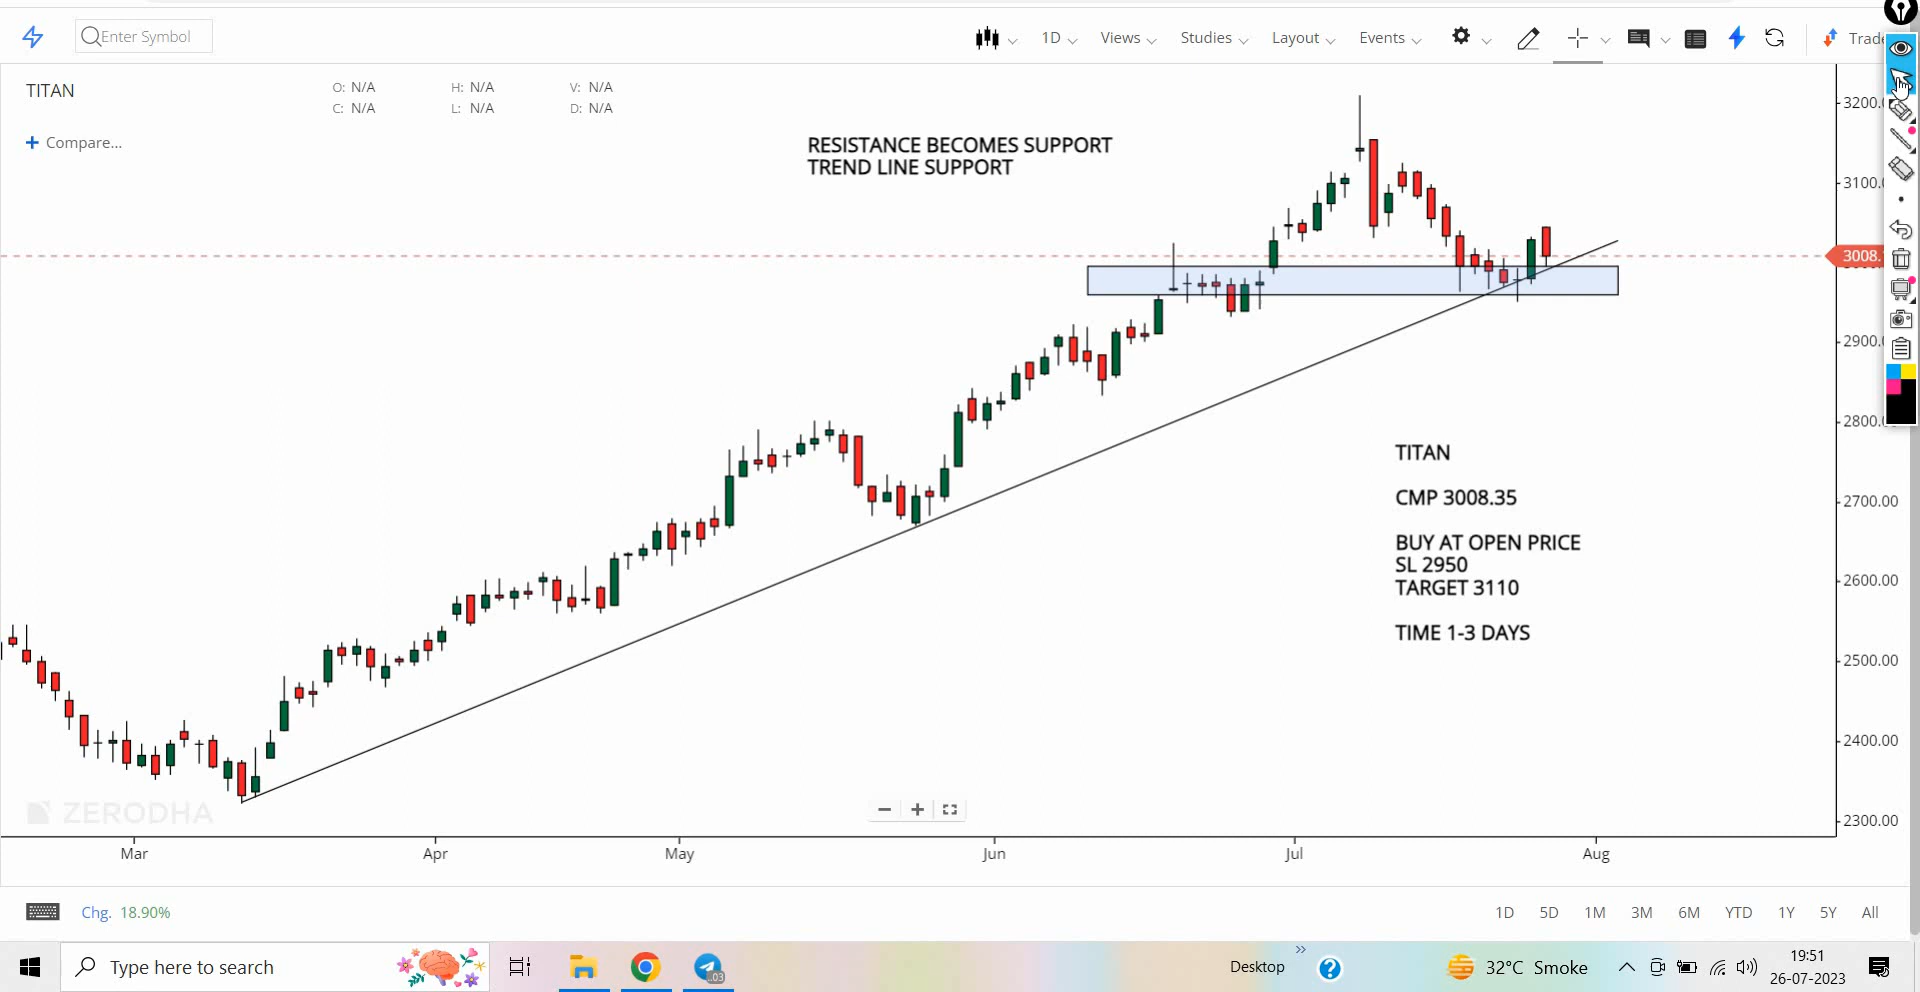 Enter Symbol
1D
Views
Studies
Layout
Events
Trade
TITAN
O: N/A
H: N/A
V: N/A
C: N/A
L: N/A
D: N/A
+ Compare...
RESISTANCE BECOMES SUPPORT
TREND LINE SUPPORT
3200.
3100.
3008.
2900.
2800.
2700.00
2600.00
2500.00
2400.00
2300.00
TITAN
CMP 3008.35
BUY AT OPEN PRICE
SL 2950
TARGET 3110
TIME 1-3 DAYS
ZERODHA
Mar
Apr
May
Jun
Jul
Aug
Chg. 18.90%
1D
5D
1M
3M
6M
YTD
1Y
5Y
All
Type here to search
.03
Desktop
32°C Smoke
19:51
26-07-2023